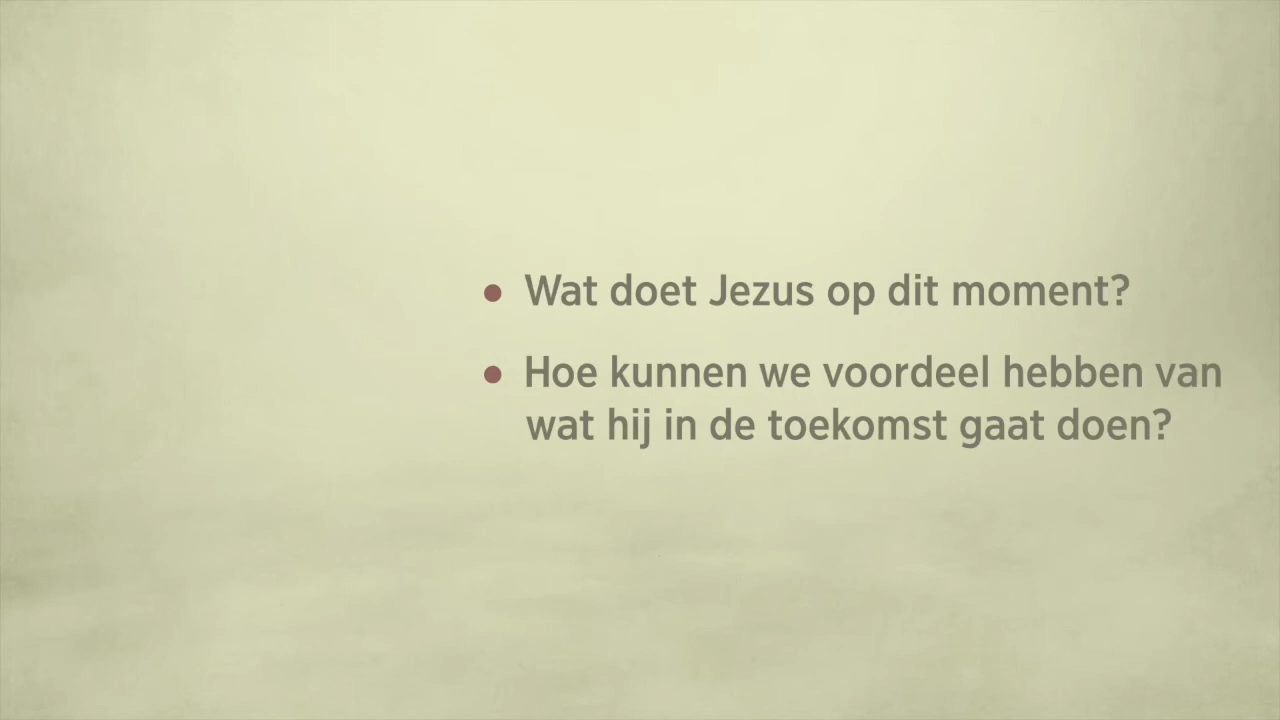 • Wat doet Jezus op dit moment?
• Hoe kunnen we voordeel hebben van
wat hij in de toekomst gaat doen?